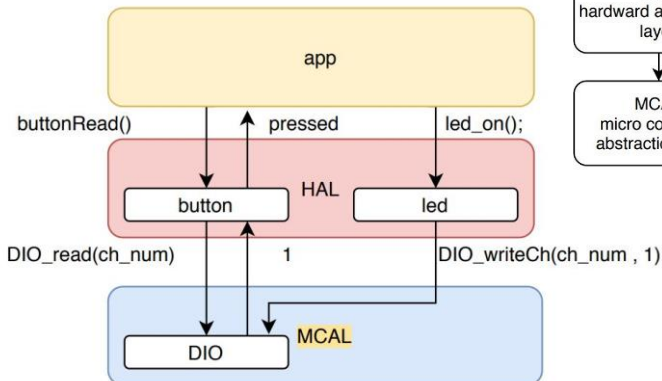 app
hardward a
lay
buttonRead()
pressed
led_on();
MCA
micro co
abstractic
HAL
button
led
DIO_read(ch_num)
1
DIO_writeCh(ch_num , 1)
MCAL
DIO